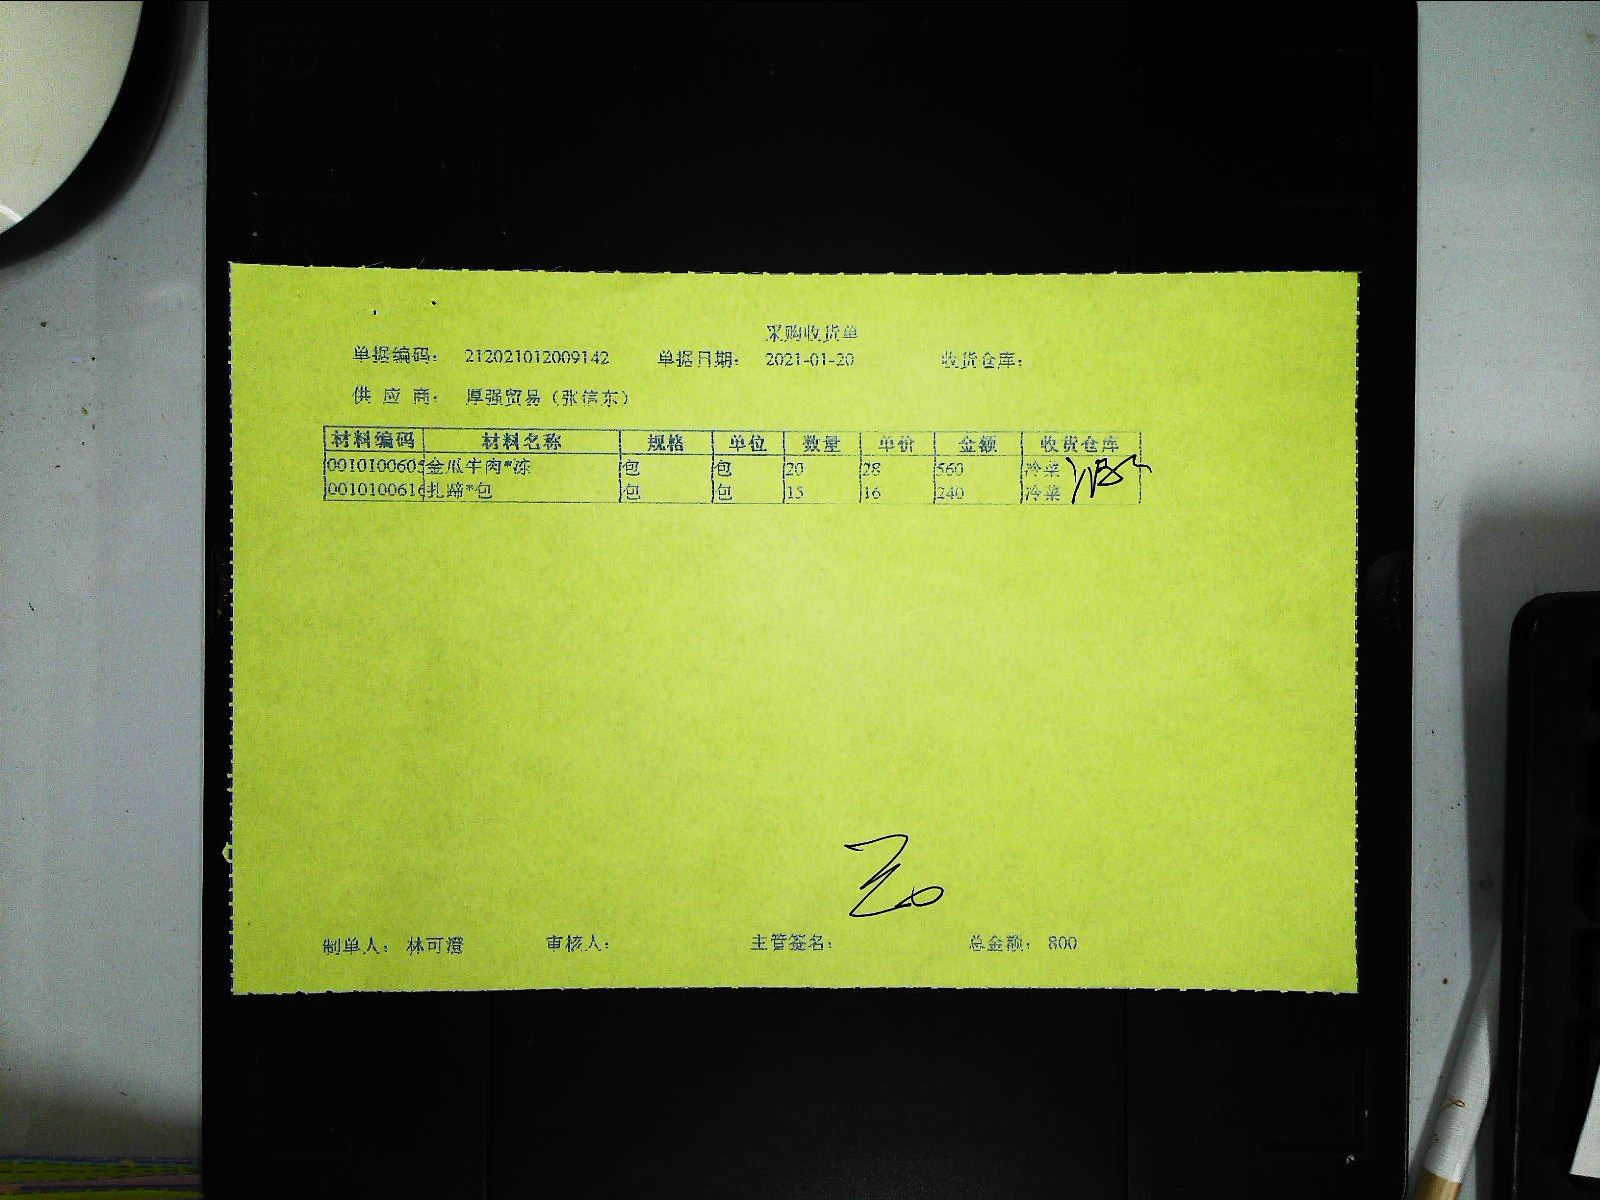 采购收货单
单据编码: 212021012009142 单据日期: 2021-01-20 收货仓库:
供 应 商: 厚强贸易（张信东）
材料编码 材料名称 规格 单位 数量 单价 金额 收货仓库
0010100605 金瓜牛肉*冻 包 包 20 28 560 冷菜
0010100616 扎蹄*包 包 包 15 16 240 冷菜
制单人: 林可澄 审核人: 主管签名: 总金额: 800